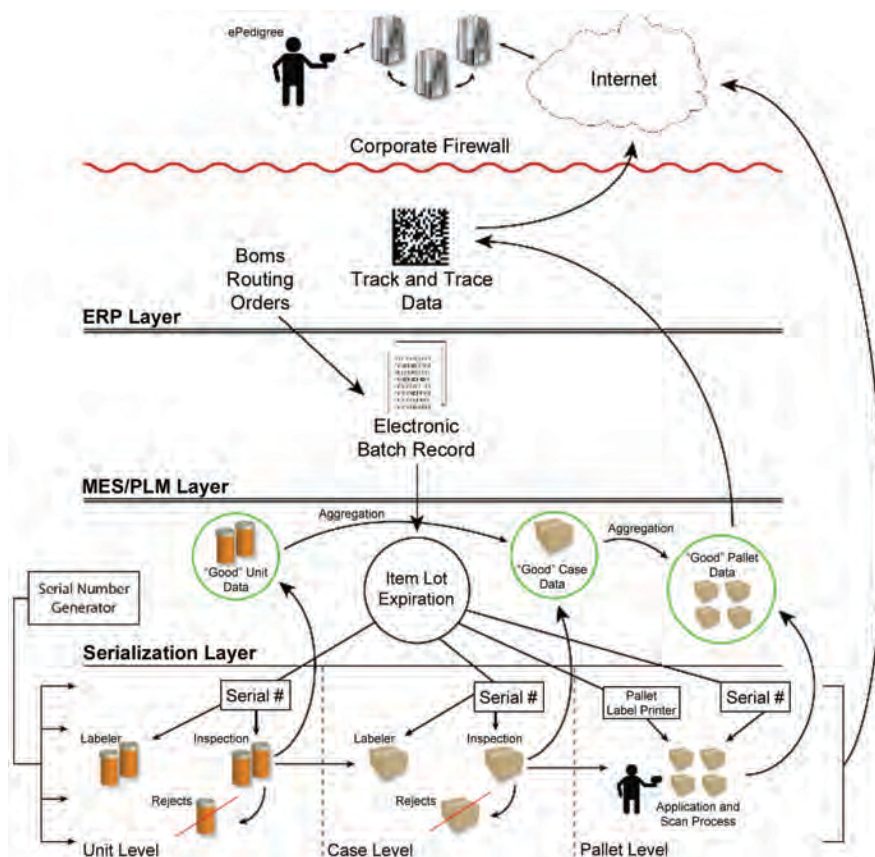 ePedigree
Internet
Corporate Firewall
Boms
Routing
Orders
Track and Trace
Data
ERP Layer
Electronic
Batch Record
MES/PLM Layer
Aggregation
"Good" Unit
Data
Item Lot
Expiration
"Good" Case
Data
Aggregation
"Good" Pallet
Data
Serial Number
Generator
Serialization Layer
Serial #
Serial #
Pallet
Label Printer
Serial #
Labeler
Inspection
Labeler
Inspection
Rejects
Rejects
Application and
Scan Process
Unit Level
Case Level
Pallet Level